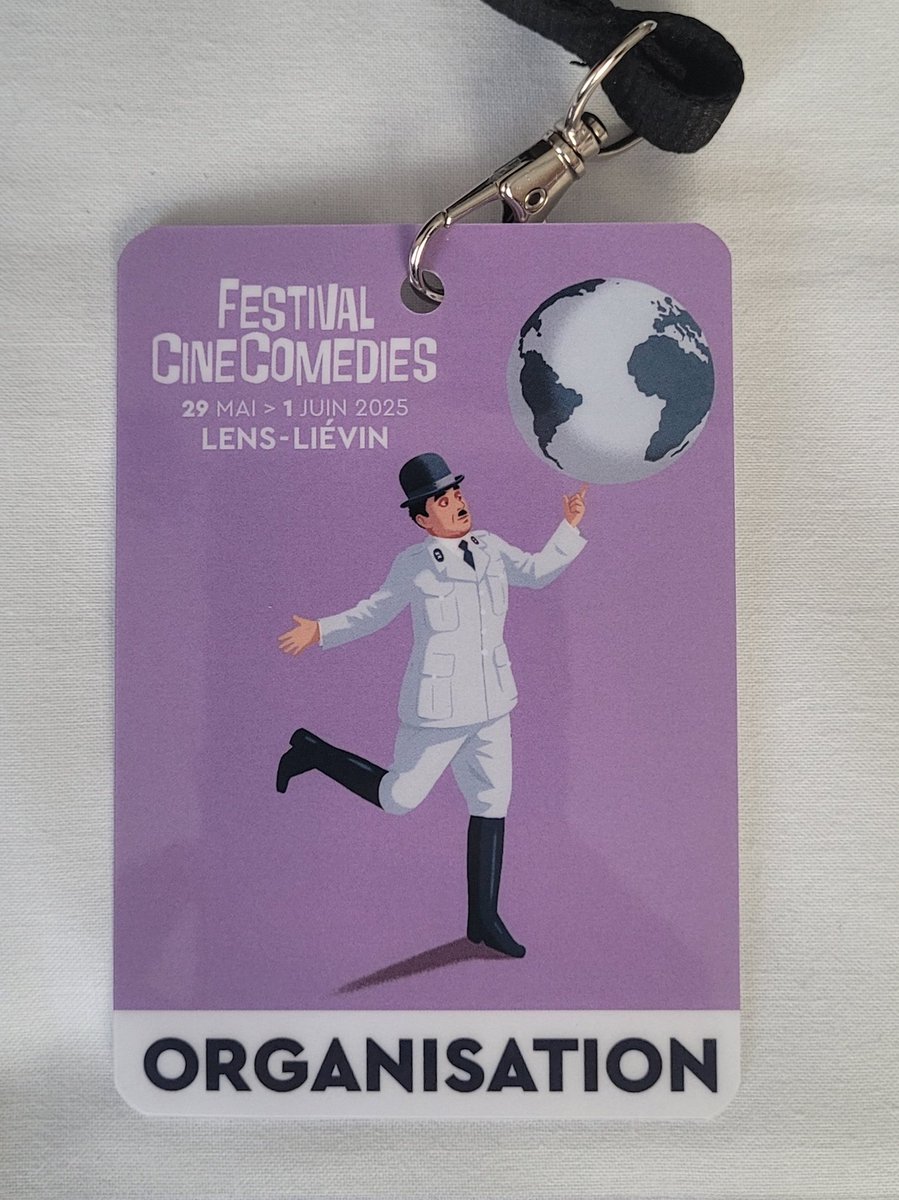 FESTIVAL
CINECOMEDIES
29 MAI > 1 JUIN 2025
LENS-LIÉVIN
ORGANISATION